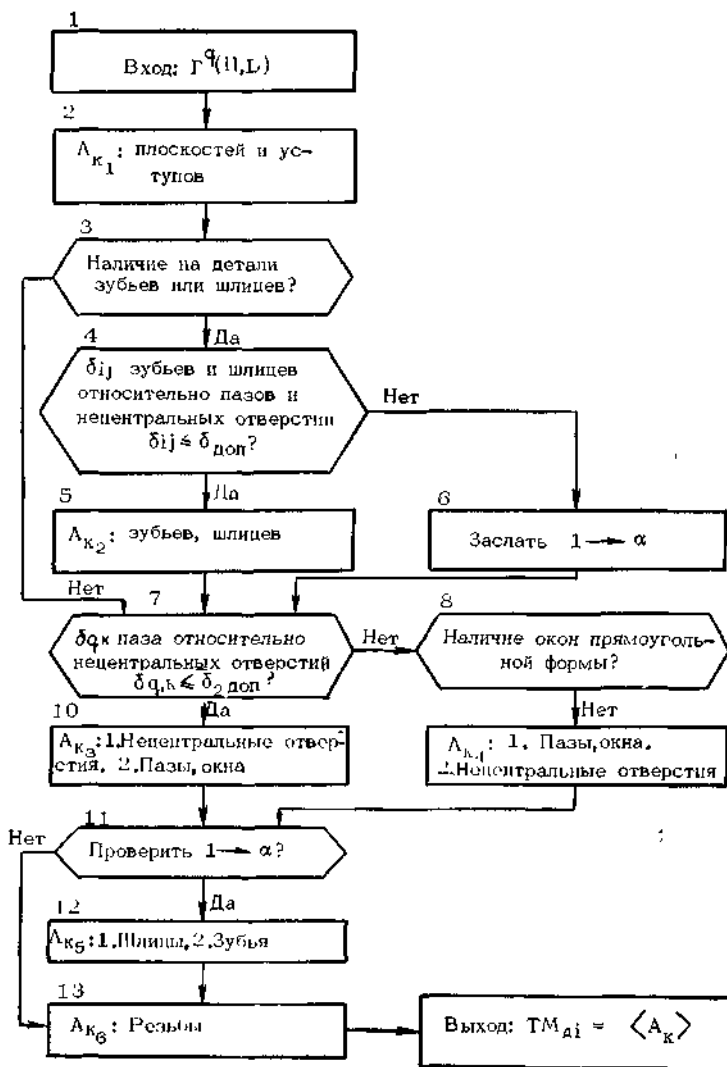 1
Вход: Г^q(П,L)
2
A_к₁: плоскостей и ус-
тупов
3
Наличие на детали
зубьев или шлицев?
Да
4
δij зубьев и шлицев
относительно пазов и
нецентральных отверстии
δij ≤ δ_доп?
Нет
Да
5
A_к₂: зубьев, шлицев
6
Заслать 1 → α
Нет
7
δq,к паза относительно
нецентральных отверстий
δq,к ≤ δ₂ доп?
Нет
8
Наличие окон прямоуголь-
ной формы?
Да
Нет
10
A_к₃: 1.Нецентральные отвер-
стия. 2.Пазы,окна
A_к₄: 1. Пазы,окна.
2.Нецентральные отверстия
11
Нет
Проверить 1 → α?
Да
12
A_к₅: 1.Шлицы, 2.Зубья
13
A_к₆: Резьбы
Выход: ТМ_дi = ⟨A_к⟩